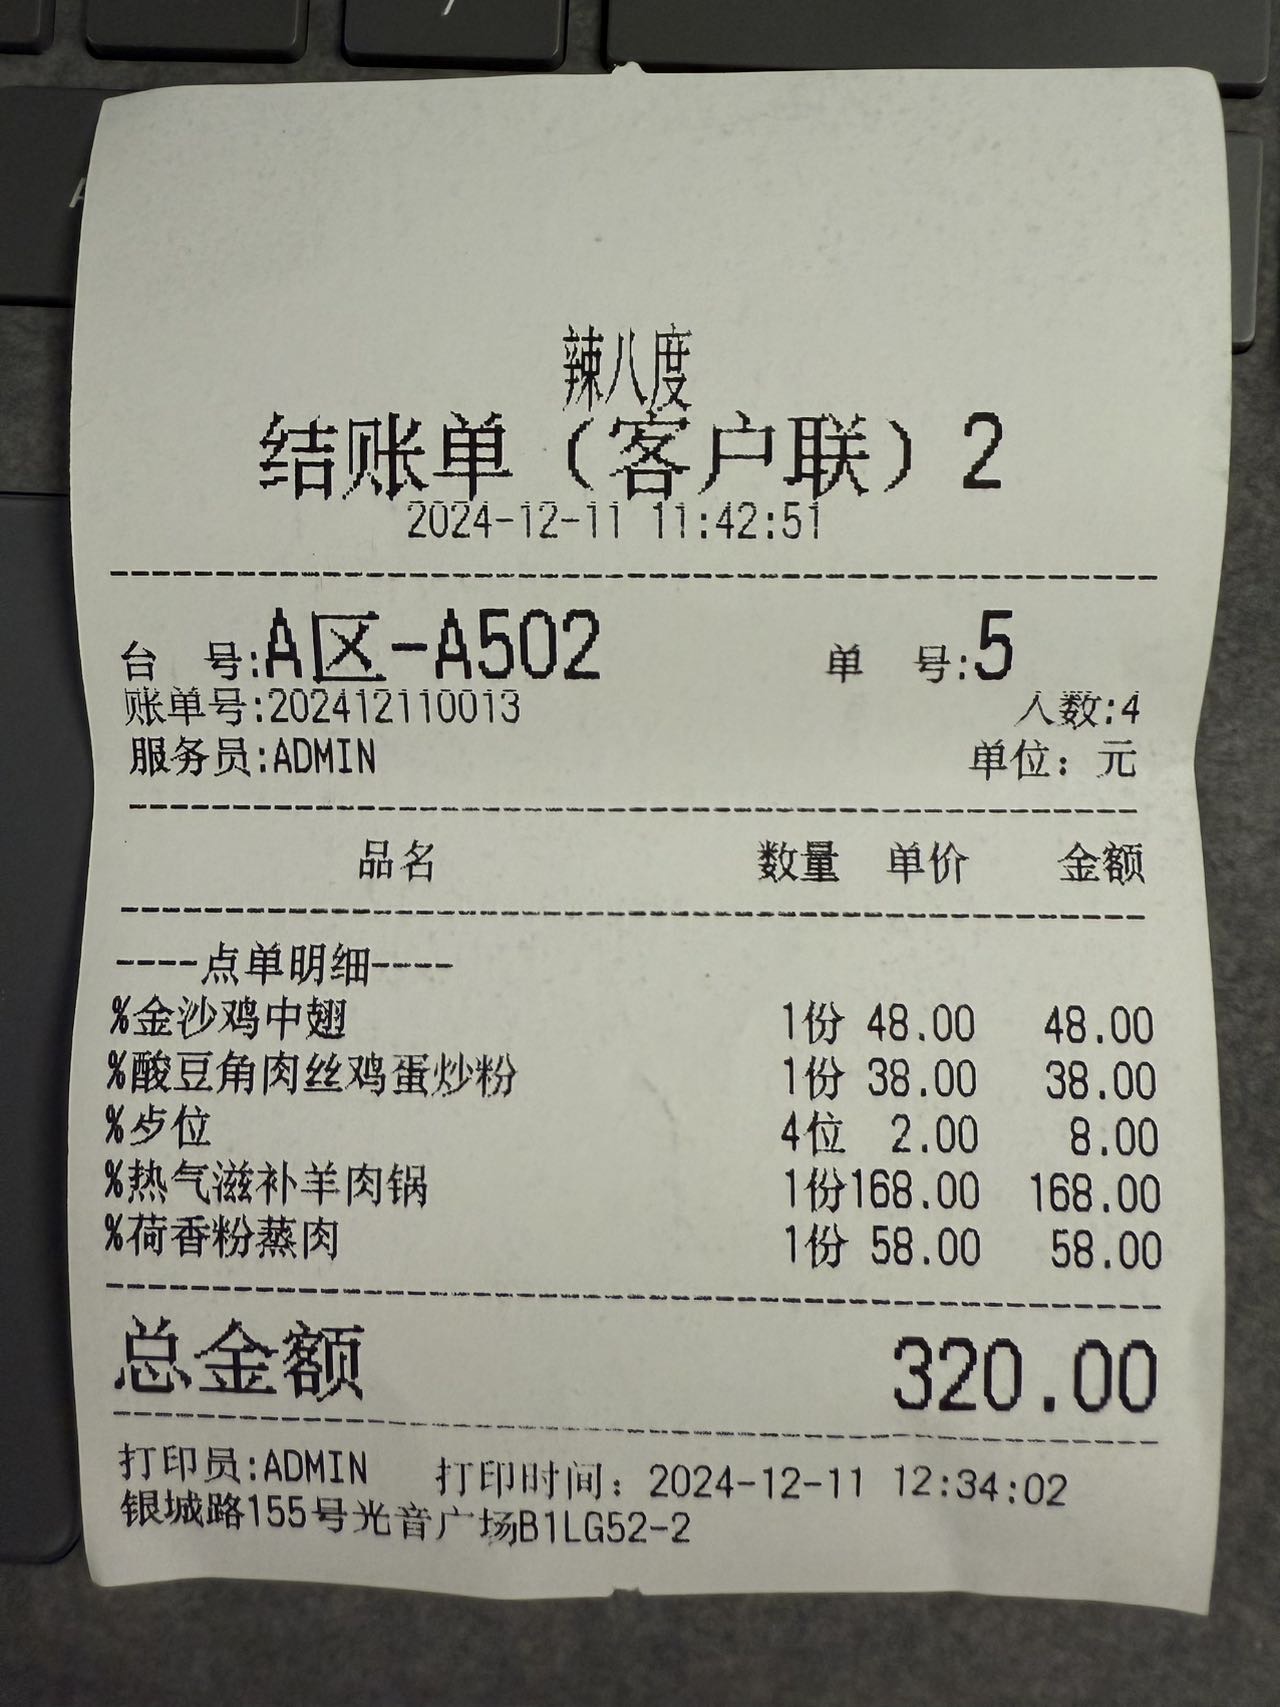 辣八度
结账单（客户联）2
2024-12-11 11:42:51
台 号:A区-A502 单 号:5
账单号:202412110013 人数:4
服务员:ADMIN 单位：元
品名 数量 单价 金额
----点单明细----
%金沙鸡中翅 1份 48.00 48.00
%酸豆角肉丝鸡蛋炒粉 1份 38.00 38.00
%歺位 4位 2.00 8.00
%热气滋补羊肉锅 1份168.00 168.00
%荷香粉蒸肉 1份 58.00 58.00
总金额 320.00
打印员:ADMIN 打印时间：2024-12-11 12:34:02
银城路155号光音广场B1LG52-2